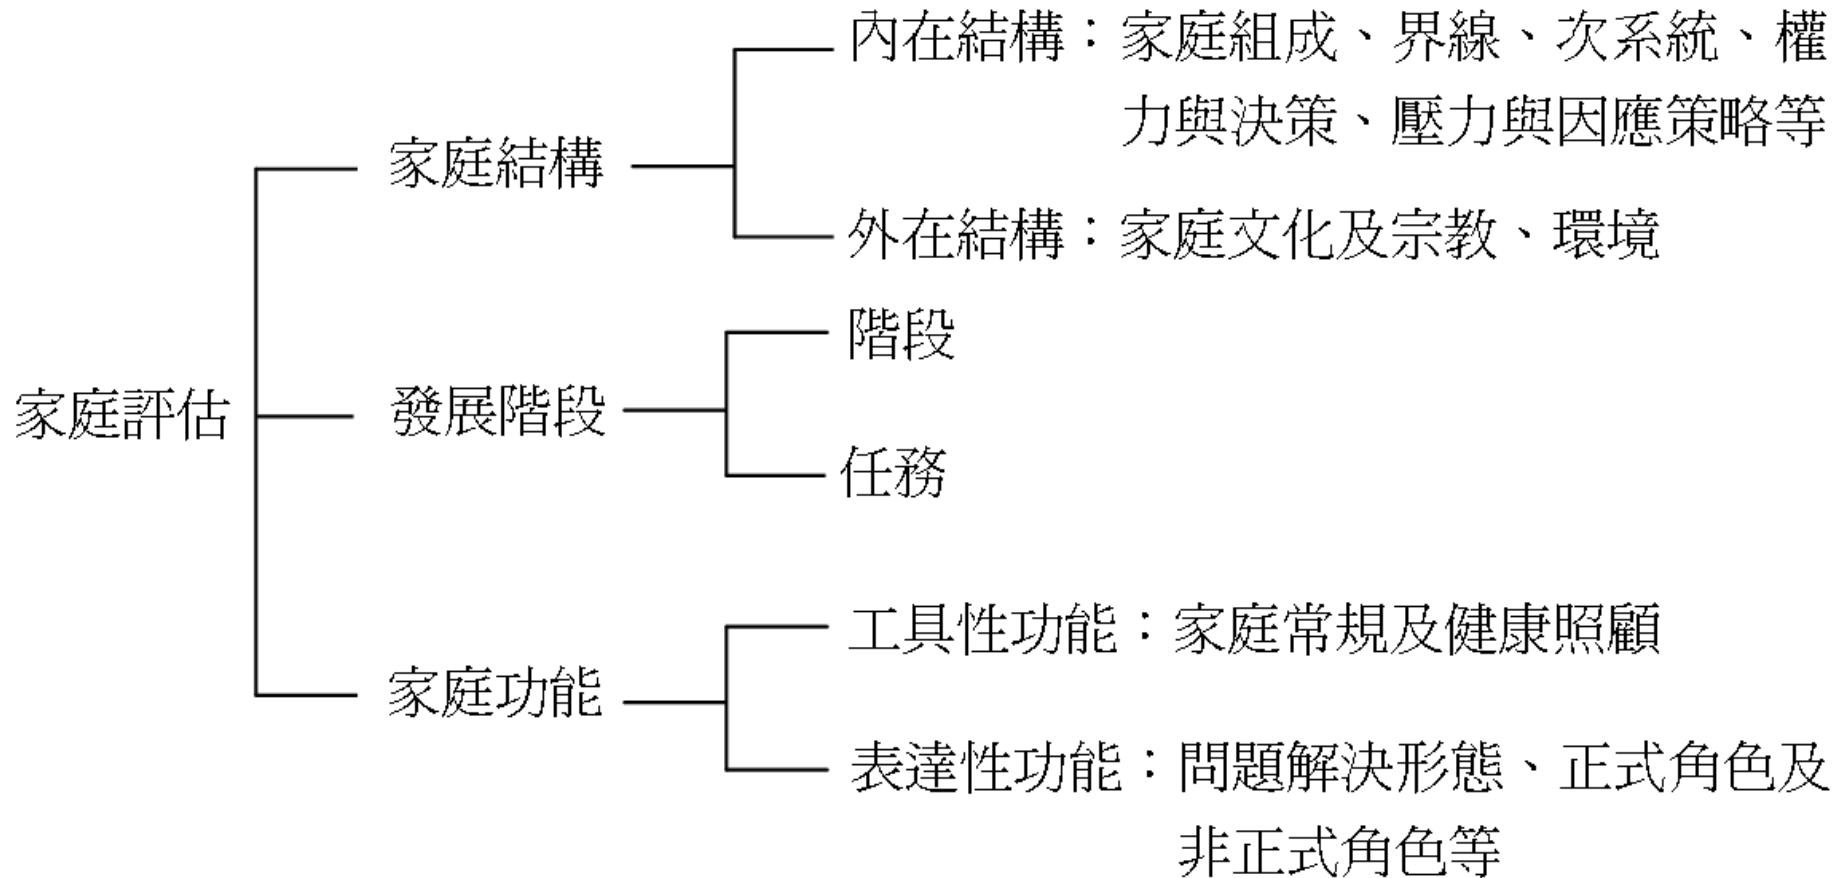 內在結構：家庭組成、界線、次系統、權
力與決策、壓力與因應策略等
家庭結構
外在結構：家庭文化及宗教、環境
階段
家庭評估
發展階段
任務
工具性功能：家庭常規及健康照顧
家庭功能
表達性功能：問題解決形態、正式角色及
非正式角色等